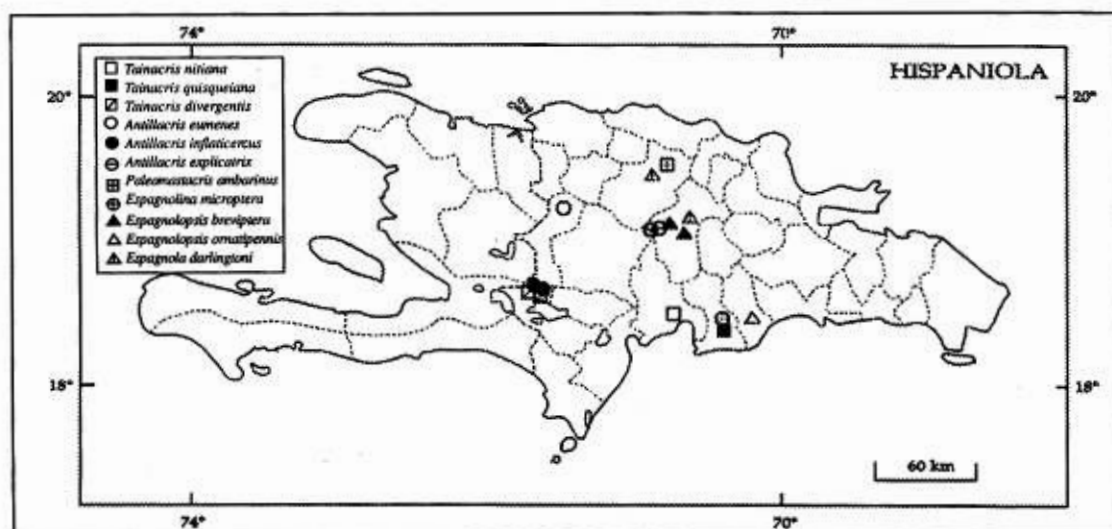 74° 70°
HISPANIOLA
20° 20°
Tainacris nitiana
Tainacris quisqueiana
Tainacris divergentis
Antillacris eumenes
Antillacris inflaticercus
Antillacris explicatrix
Paleomastacris ambarinus
Espagnolina microptera
Espagnolopsis breviptera
Espagnolopsis ornatipennis
Espagnola darlingtoni
18° 18°
60 km
74° 70°